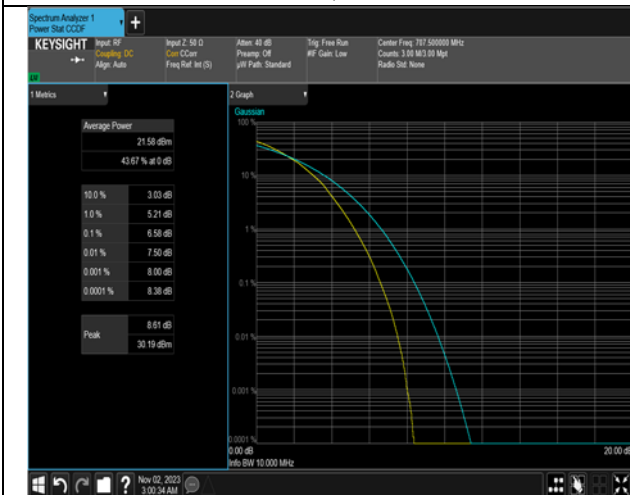 Spectrum Analyzer 1
Power Stat CCDF
+
KEYSIGHT
Input: RF
Coupling: DC
Align: Auto
Input Z: 50 Ω
Corr CCorr
Freq Ref: Int (S)
Atten: 40 dB
Preamp: Off
µW Path: Standard
Trig: Free Run
#IF Gain: Low
Center Freq: 707.500000 MHz
Counts: 3.00 M/3.00 Mpt
Radio Std: None
1 Metrics
Average Power
21.58 dBm
43.67 % at 0 dB
10.0 % 3.03 dB
1.0 % 5.21 dB
0.1 % 6.58 dB
0.01 % 7.50 dB
0.001 % 8.00 dB
0.0001 % 8.38 dB
Peak
8.61 dB
30.19 dBm
2 Graph
Gaussian
100 %
10 %
1 %
0.1 %
0.01 %
0.001 %
0.0001 %
0.00 dB
20.00 dB
Info BW 10.000 MHz
?
Nov 02, 2023
3:00:34 AM